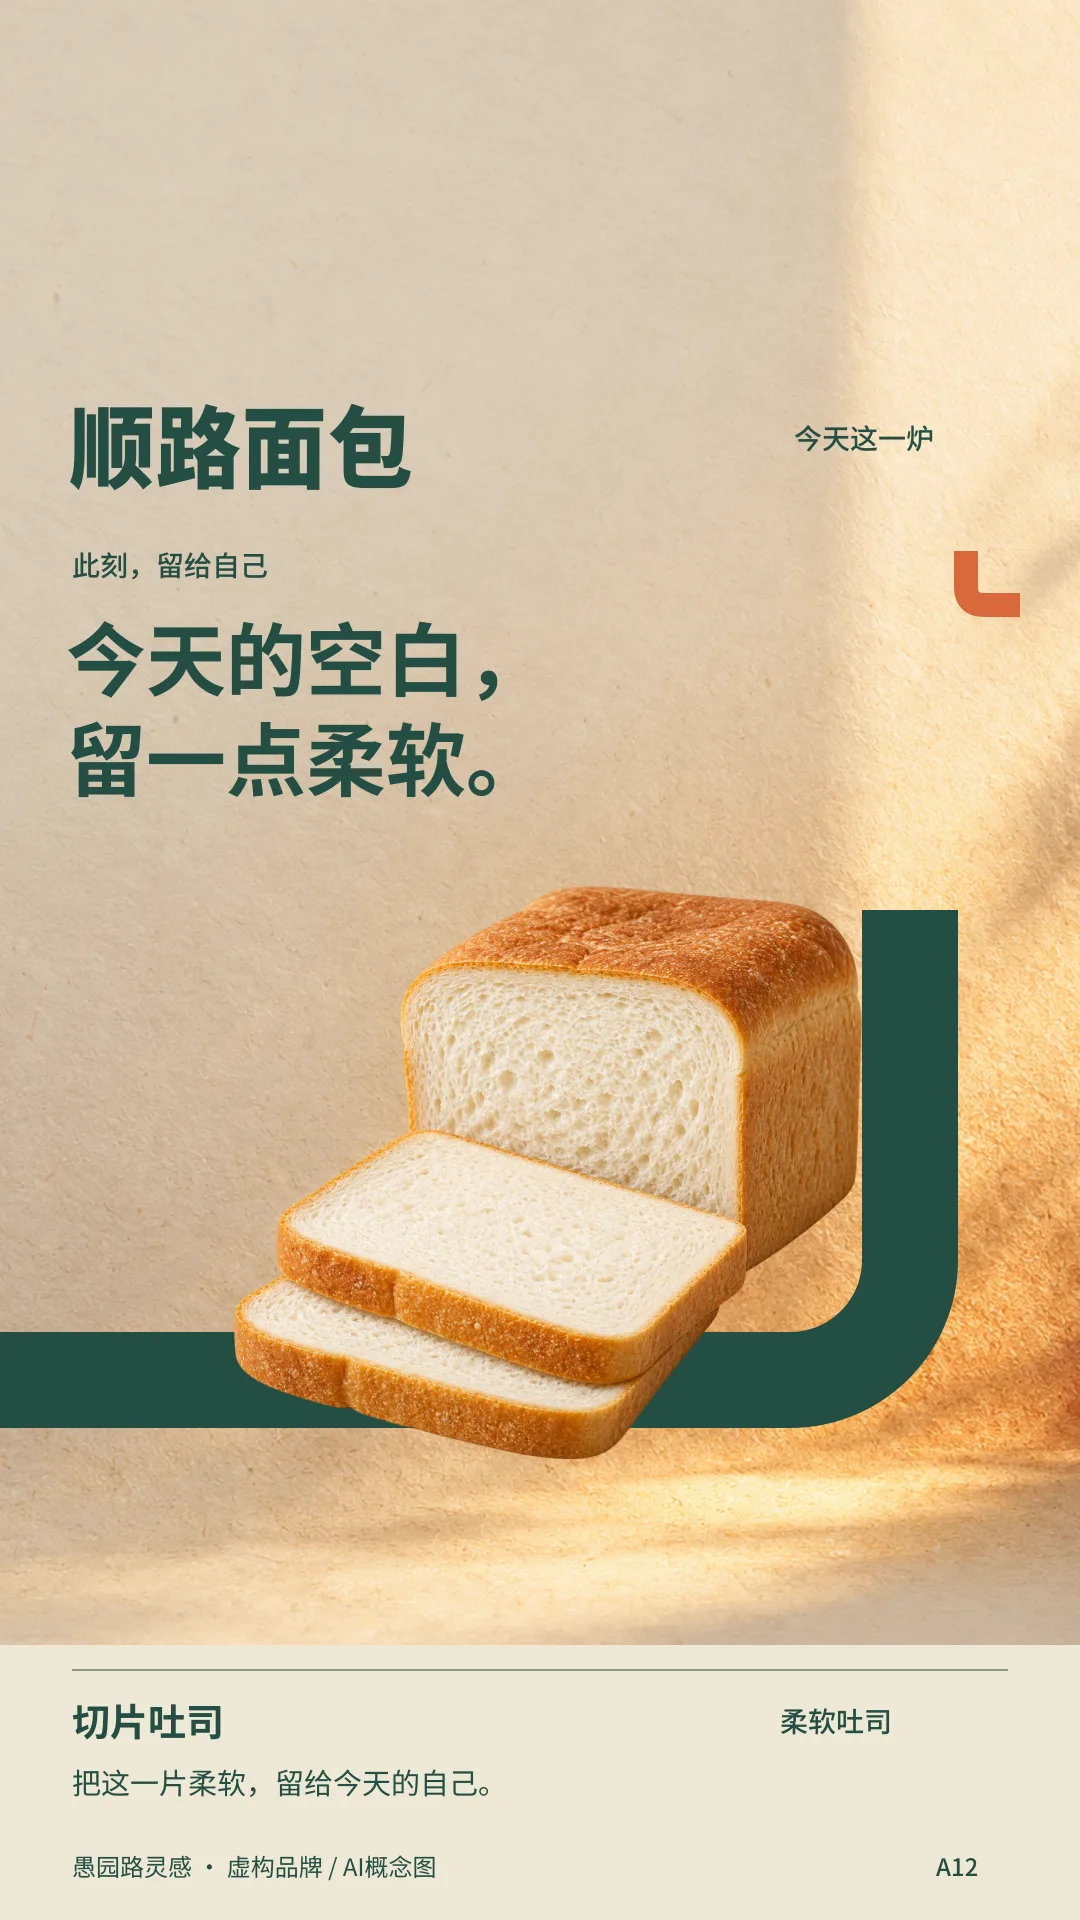 顺路面包
今天这一炉
此刻，留给自己
今天的空白，
留一点柔软。
切片吐司
柔软吐司
把这一片柔软，留给今天的自己。
愚园路灵感 · 虚构品牌 / AI概念图
A12